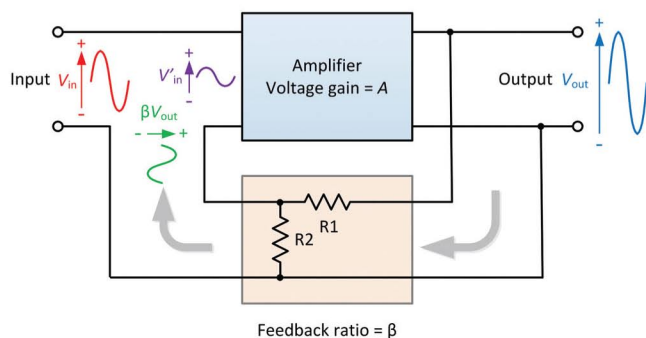 +
Input
V_in
-
V'_in
+
-
βV_out
- +
Amplifier
Voltage gain = A
Output
+
V_out
-
R1
R2
Feedback ratio = β